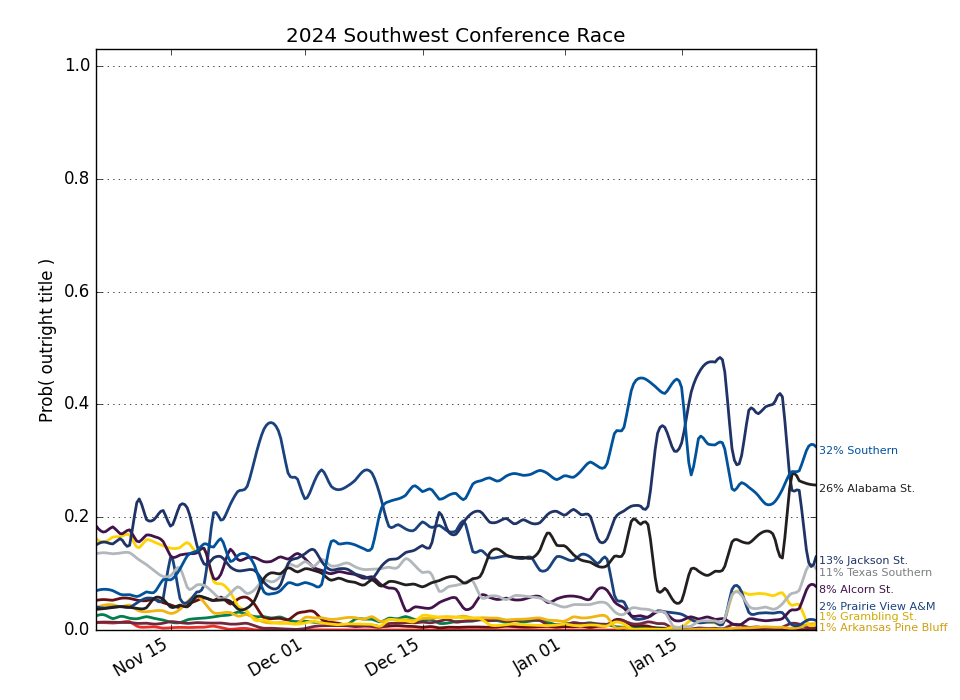 2024 Southwest Conference Race
Prob( outright title )
1.0
0.8
0.6
0.4
0.2
0.0
Nov 15
Dec 01
Dec 15
Jan 01
Jan 15
32% Southern
26% Alabama St.
13% Jackson St.
11% Texas Southern
8% Alcorn St.
2% Prairie View A&M
1% Grambling St.
1% Arkansas Pine Bluff